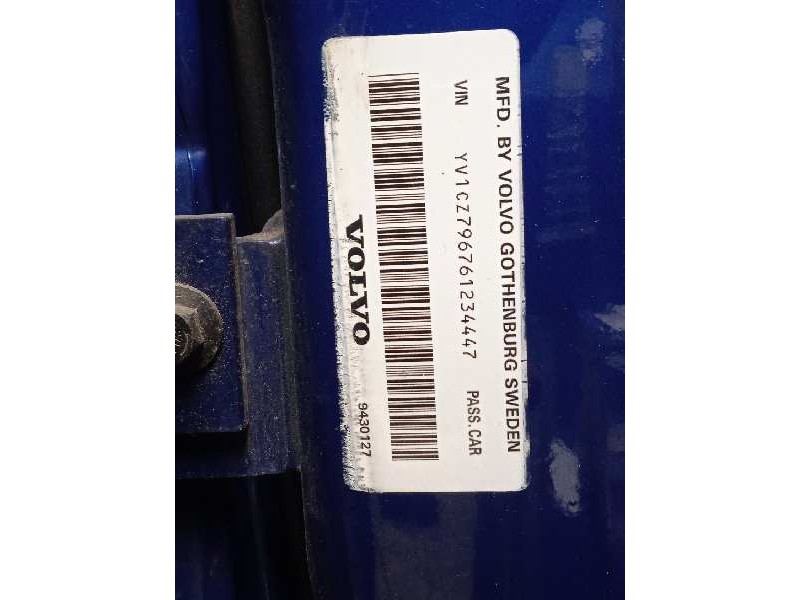 MFD. BY VOLVO GOTHENBURG SWEDEN
VIN YV1CZ796761234447 PASS.CAR
VOLVO 9430127